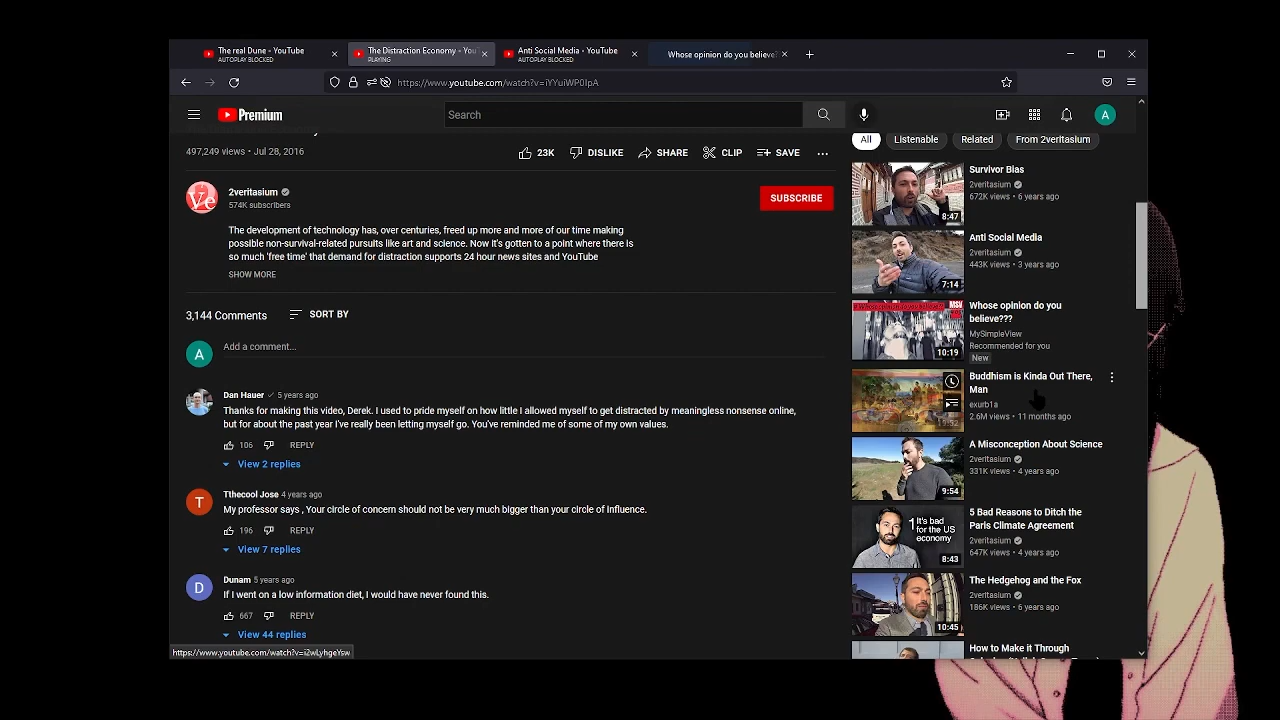 The real Dune - YouTube
AUTOPLAY BLOCKED
The Distraction Economy - YouT
PLAYING
Anti Social Media - YouTube
AUTOPLAY BLOCKED
Whose opinion do you believe?
https://www.youtube.com/watch?v=iYYuiWP0IpA
Premium
Search
A
497,249 views • Jul 28, 2016
23K
DISLIKE
SHARE
CLIP
SAVE
2veritasium
574K subscribers
SUBSCRIBE
The development of technology has, over centuries, freed up more and more of our time making
possible non-survival-related pursuits like art and science. Now it's gotten to a point where there is
so much 'free time' that demand for distraction supports 24 hour news sites and YouTube
SHOW MORE
3,144 Comments
SORT BY
A
Add a comment...
Dan Hauer 5 years ago
Thanks for making this video, Derek. I used to pride myself on how little I allowed myself to get distracted by meaningless nonsense online,
but for about the past year I've really been letting myself go. You've reminded me of some of my own values.
106
REPLY
View 2 replies
T
Tthecool Jose 4 years ago
My professor says , Your circle of concern should not be very much bigger than your circle of Influence.
196
REPLY
View 7 replies
D
Dunam 5 years ago
If I went on a low information diet, I would have never found this.
667
REPLY
View 44 replies
https://www.youtube.com/watch?v=i2wLyhgeYsw
All
Listenable
Related
From 2veritasium
Survivor Bias
2veritasium
672K views • 6 years ago
8:47
Anti Social Media
2veritasium
443K views • 3 years ago
7:14
Whose opinion do you
believe???
MySimpleView
Recommended for you
New
MSV
10:19
Buddhism is Kinda Out There,
Man
exurb1a
2.6M views • 11 months ago
A Misconception About Science
2veritasium
331K views • 4 years ago
9:54
5 Bad Reasons to Ditch the
Paris Climate Agreement
2veritasium
647K views • 4 years ago
1 It's bad
for the US
economy
8:43
The Hedgehog and the Fox
2veritasium
186K views • 6 years ago
10:45
How to Make it Through